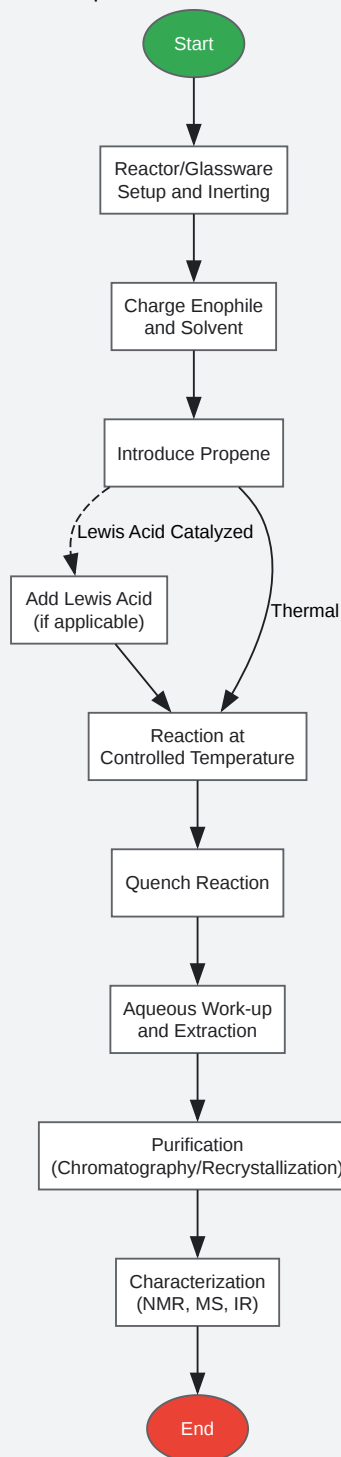 Start
Reactor/Glassware
Setup and Inerting
Charge Enophile
and Solvent
Introduce Propene
Lewis Acid Catalyzed
Add Lewis Acid
(if applicable)
Thermal
Reaction at
Controlled Temperature
Quench Reaction
Aqueous Work-up
and Extraction
Purification
(Chromatography/Recrystallization)
Characterization
(NMR, MS, IR)
End